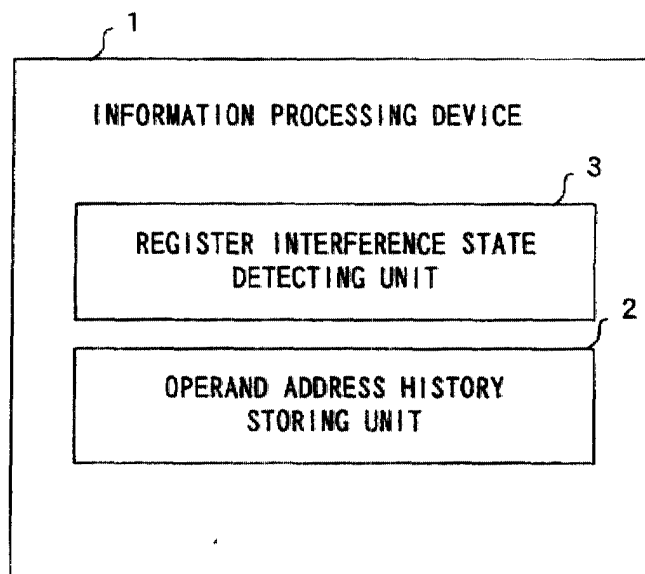 1
INFORMATION PROCESSING DEVICE
3
REGISTER INTERFERENCE STATE
DETECTING UNIT
2
OPERAND ADDRESS HISTORY
STORING UNIT